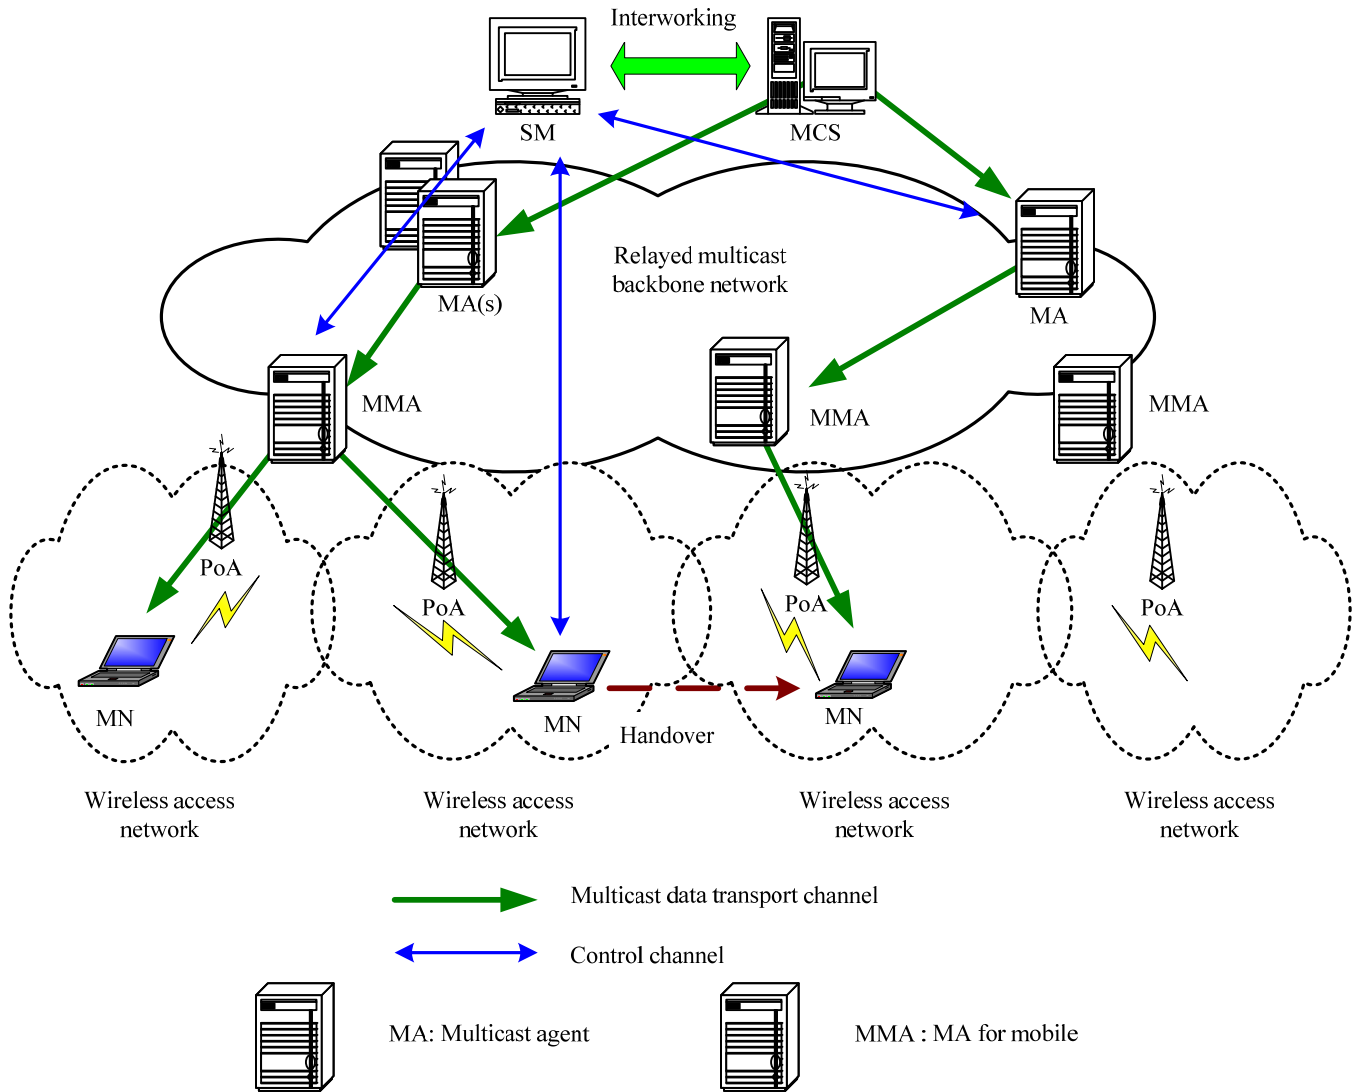 Interworking
SM
MCS
Relayed multicast
backbone network
MA(s)
MA
MMA
MMA
MMA
PoA
PoA
PoA
PoA
MN
MN
MN
Handover
Wireless access
network
Wireless access
network
Wireless access
network
Wireless access
network
Multicast data transport channel
Control channel
MA: Multicast agent
MMA : MA for mobile